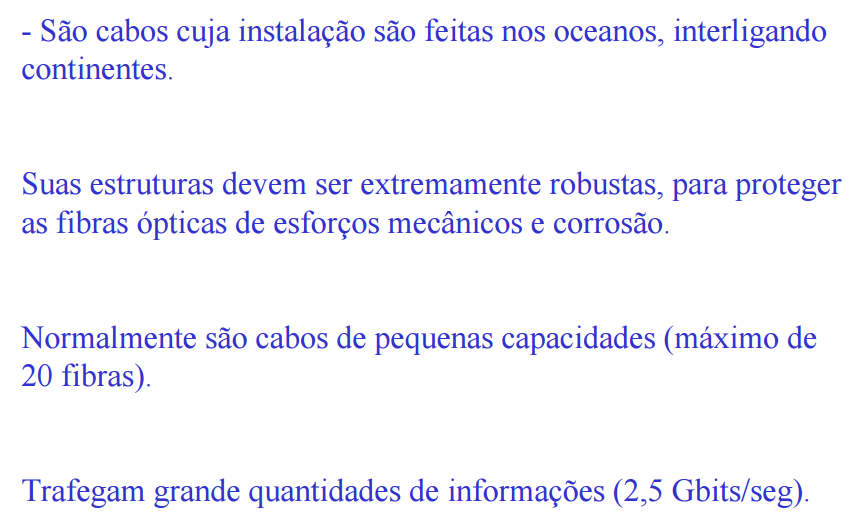 - São cabos cuja instalação são feitas nos oceanos, interligando
continentes.
Suas estruturas devem ser extremamente robustas, para proteger
as fibras ópticas de esforços mecânicos e corrosão.
Normalmente são cabos de pequenas capacidades (máximo de
20 fibras).
Trafegam grande quantidades de informações (2,5 Gbits/seg).